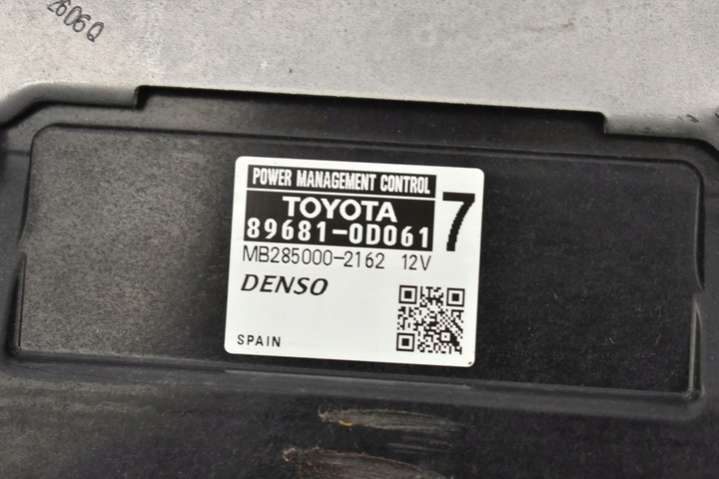 2606Q
POWER MANAGEMENT CONTROL
TOYOTA
7
89681-0D061
MB285000-2162 12V
DENSO
SPAIN